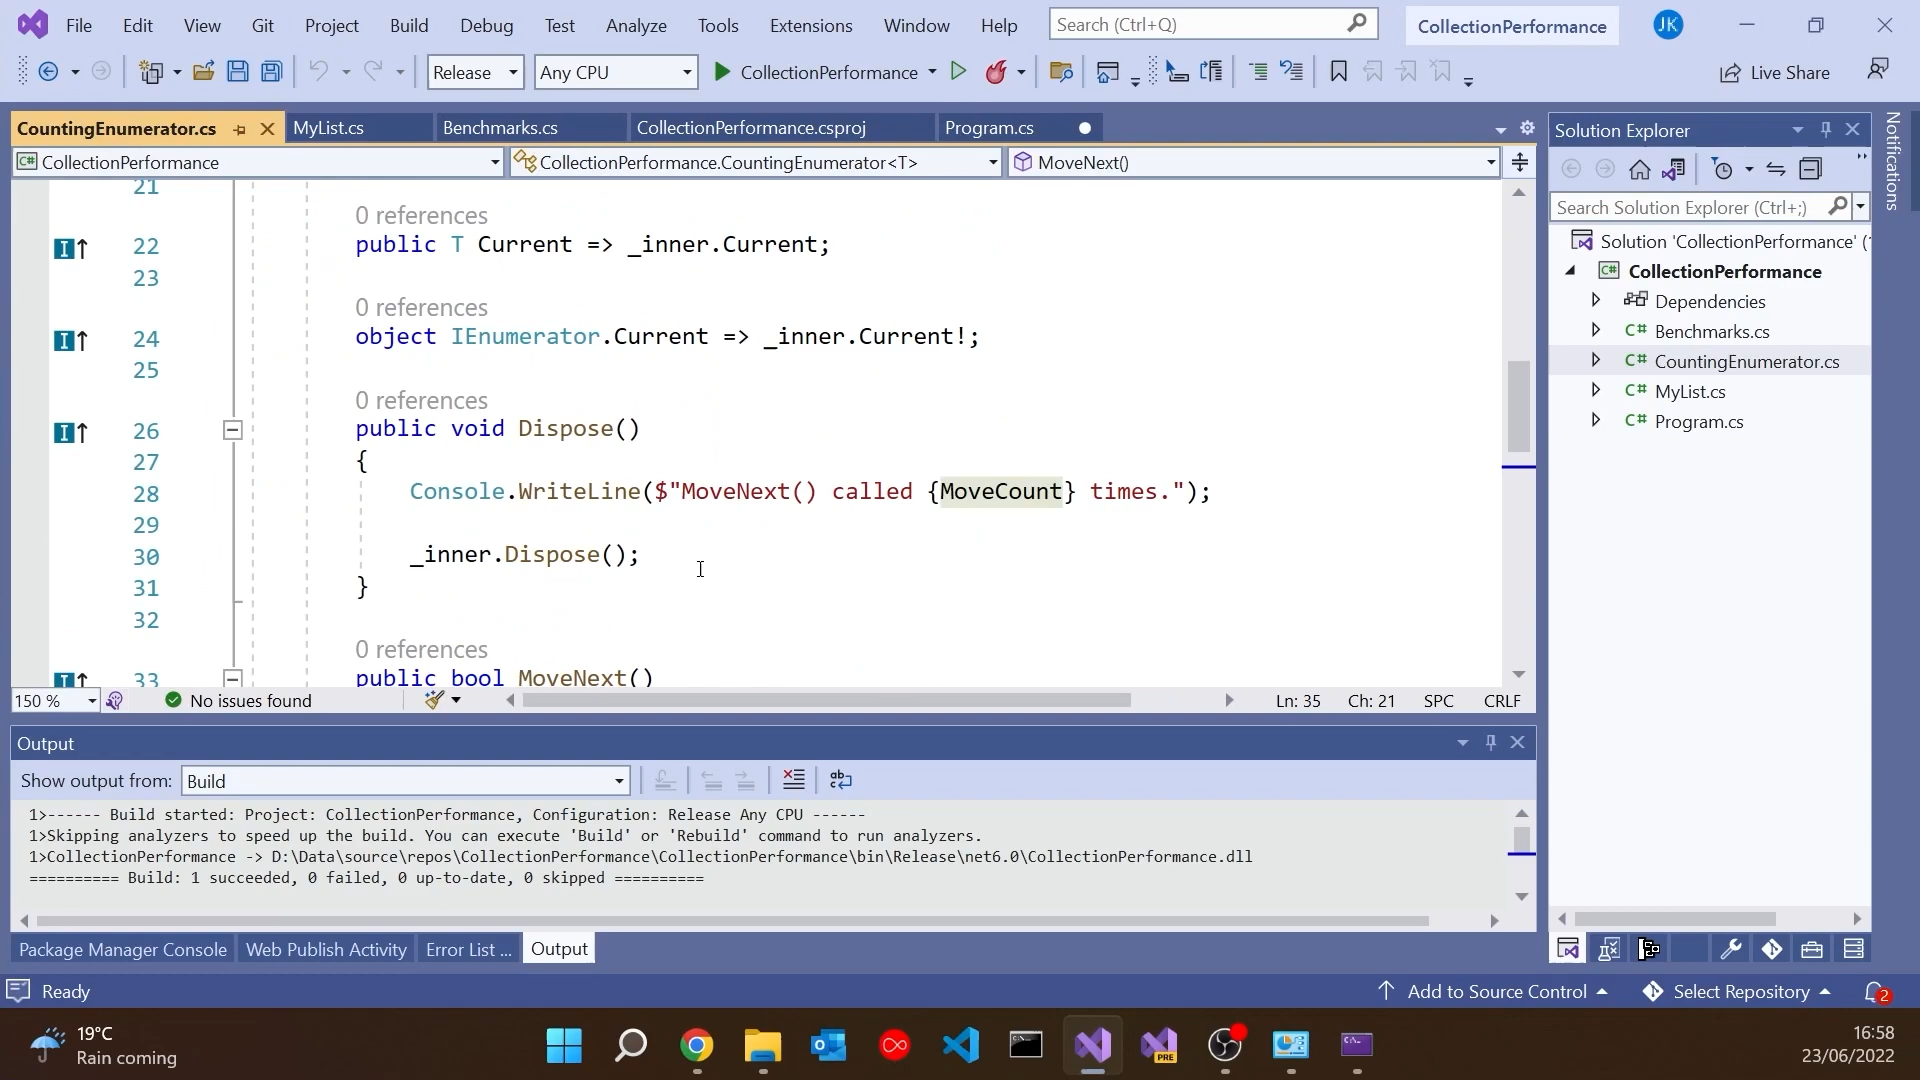 File Edit View Git Project Build Debug Test Analyze Tools Extensions Window Help Search (Ctrl+Q) CollectionPerformance JK
Release Any CPU CollectionPerformance Live Share
CountingEnumerator.cs MyList.cs Benchmarks.cs CollectionPerformance.csproj Program.cs
CollectionPerformance CollectionPerformance.CountingEnumerator<T> MoveNext()
21
0 references
22 public T Current => _inner.Current;
23
0 references
24 object IEnumerator.Current => _inner.Current!;
25
0 references
26 public void Dispose()
27 {
28 Console.WriteLine($"MoveNext() called {MoveCount} times.");
29
30 _inner.Dispose();
31 }
32
0 references
33 public bool MoveNext()
150 % No issues found Ln: 35 Ch: 21 SPC CRLF
Output
Show output from: Build
1>------ Build started: Project: CollectionPerformance, Configuration: Release Any CPU ------
1>Skipping analyzers to speed up the build. You can execute 'Build' or 'Rebuild' command to run analyzers.
1>CollectionPerformance -> D:\Data\source\repos\CollectionPerformance\CollectionPerformance\bin\Release\net6.0\CollectionPerformance.dll
========== Build: 1 succeeded, 0 failed, 0 up-to-date, 0 skipped ==========
Package Manager Console Web Publish Activity Error List ... Output
Solution Explorer
Search Solution Explorer (Ctrl+;)
Solution 'CollectionPerformance' (
C# CollectionPerformance
Dependencies
C# Benchmarks.cs
C# CountingEnumerator.cs
C# MyList.cs
C# Program.cs
Notifications
Ready Add to Source Control Select Repository 2
19°C
Rain coming
PRE
16:58
23/06/2022